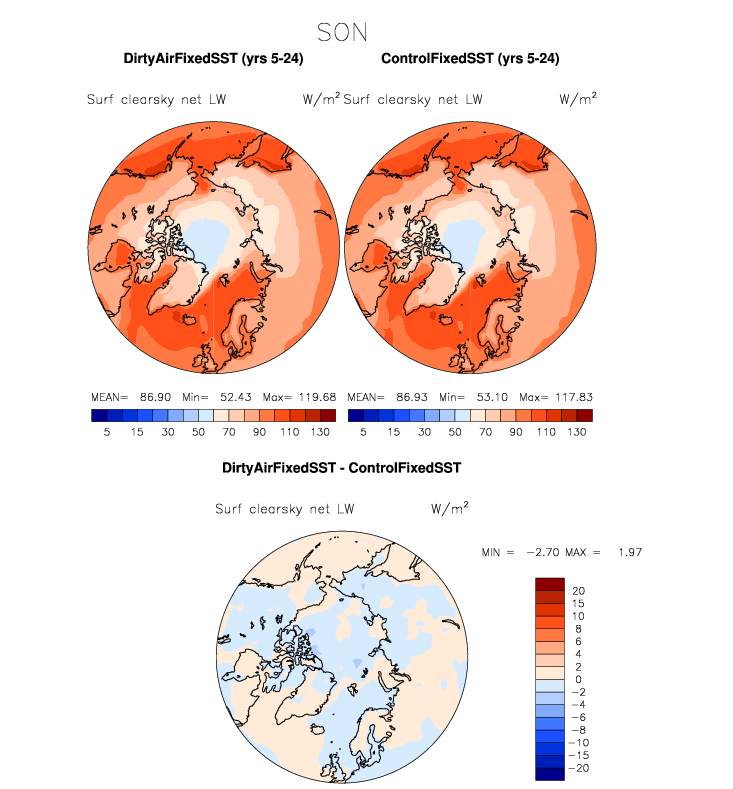 SON
DirtyAirFixedSST (yrs 5-24) ControlFixedSST (yrs 5-24)
Surf clearsky net LW W/m² Surf clearsky net LW W/m²
MEAN= 86.90 Min= 52.43 Max= 119.68 MEAN= 86.93 Min= 53.10 Max= 117.83
5 15 30 50 70 90 110 130 5 15 30 50 70 90 110 130
DirtyAirFixedSST - ControlFixedSST
Surf clearsky net LW W/m²
MIN = −2.70 MAX = 1.97
20
15
10
8
6
4
2
0
−2
−4
−6
−8
−10
−15
−20